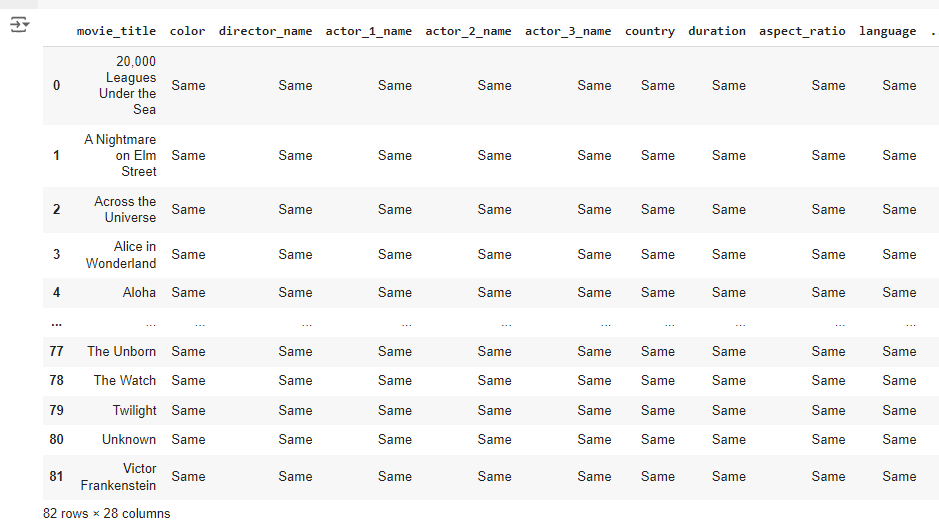 movie_title color director_name actor_1_name actor_2_name actor_3_name country duration aspect_ratio language .
0 20,000 Leagues Under the Sea Same Same Same Same Same Same Same Same Same
1 A Nightmare on Elm Street Same Same Same Same Same Same Same Same Same
2 Across the Universe Same Same Same Same Same Same Same Same Same
3 Alice in Wonderland Same Same Same Same Same Same Same Same Same
4 Aloha Same Same Same Same Same Same Same Same Same
... ... ... ... ... ... ... ... ... ... ...
77 The Unborn Same Same Same Same Same Same Same Same Same
78 The Watch Same Same Same Same Same Same Same Same Same
79 Twilight Same Same Same Same Same Same Same Same Same
80 Unknown Same Same Same Same Same Same Same Same Same
81 Victor Frankenstein Same Same Same Same Same Same Same Same Same
82 rows × 28 columns